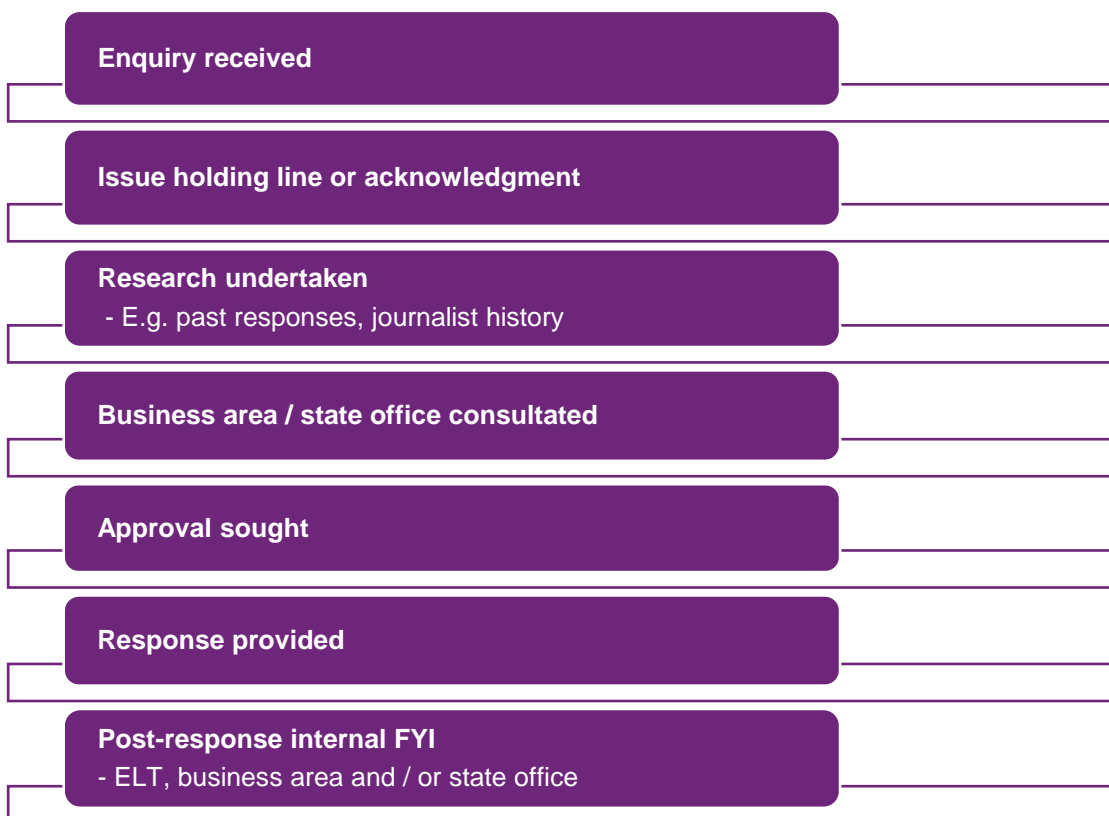 Enquiry received
Issue holding line or acknowledgment
Research undertaken
- E.g. past responses, journalist history
Business area / state office consultated
Approval sought
Response provided
Post-response internal FYI
- ELT, business area and / or state office